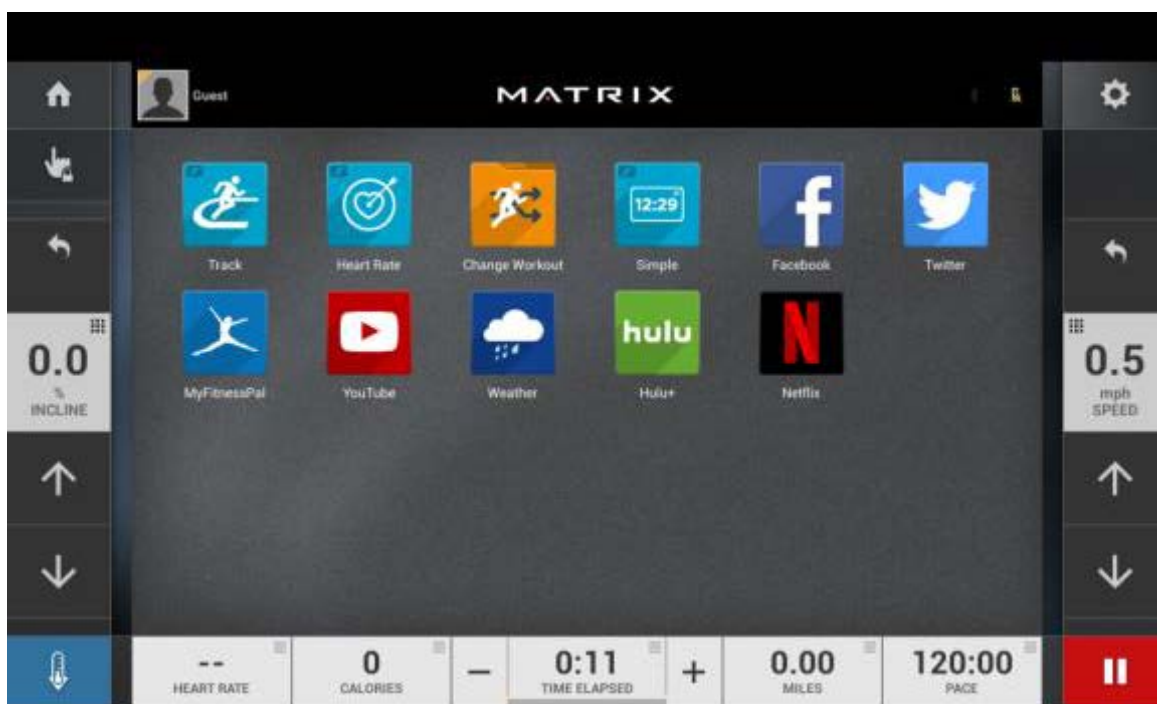 Guest
MATRIX
12:29
Track
Heart Rate
Change Workout
Simple
Facebook
Twitter
hulu
N
MyFitnessPal
YouTube
Weather
Hulu+
Netflix
0.0
%
INCLINE
0.5
mph
SPEED
--
HEART RATE
0
CALORIES
−
0:11
TIME ELAPSED
+
0.00
MILES
120:00
PACE